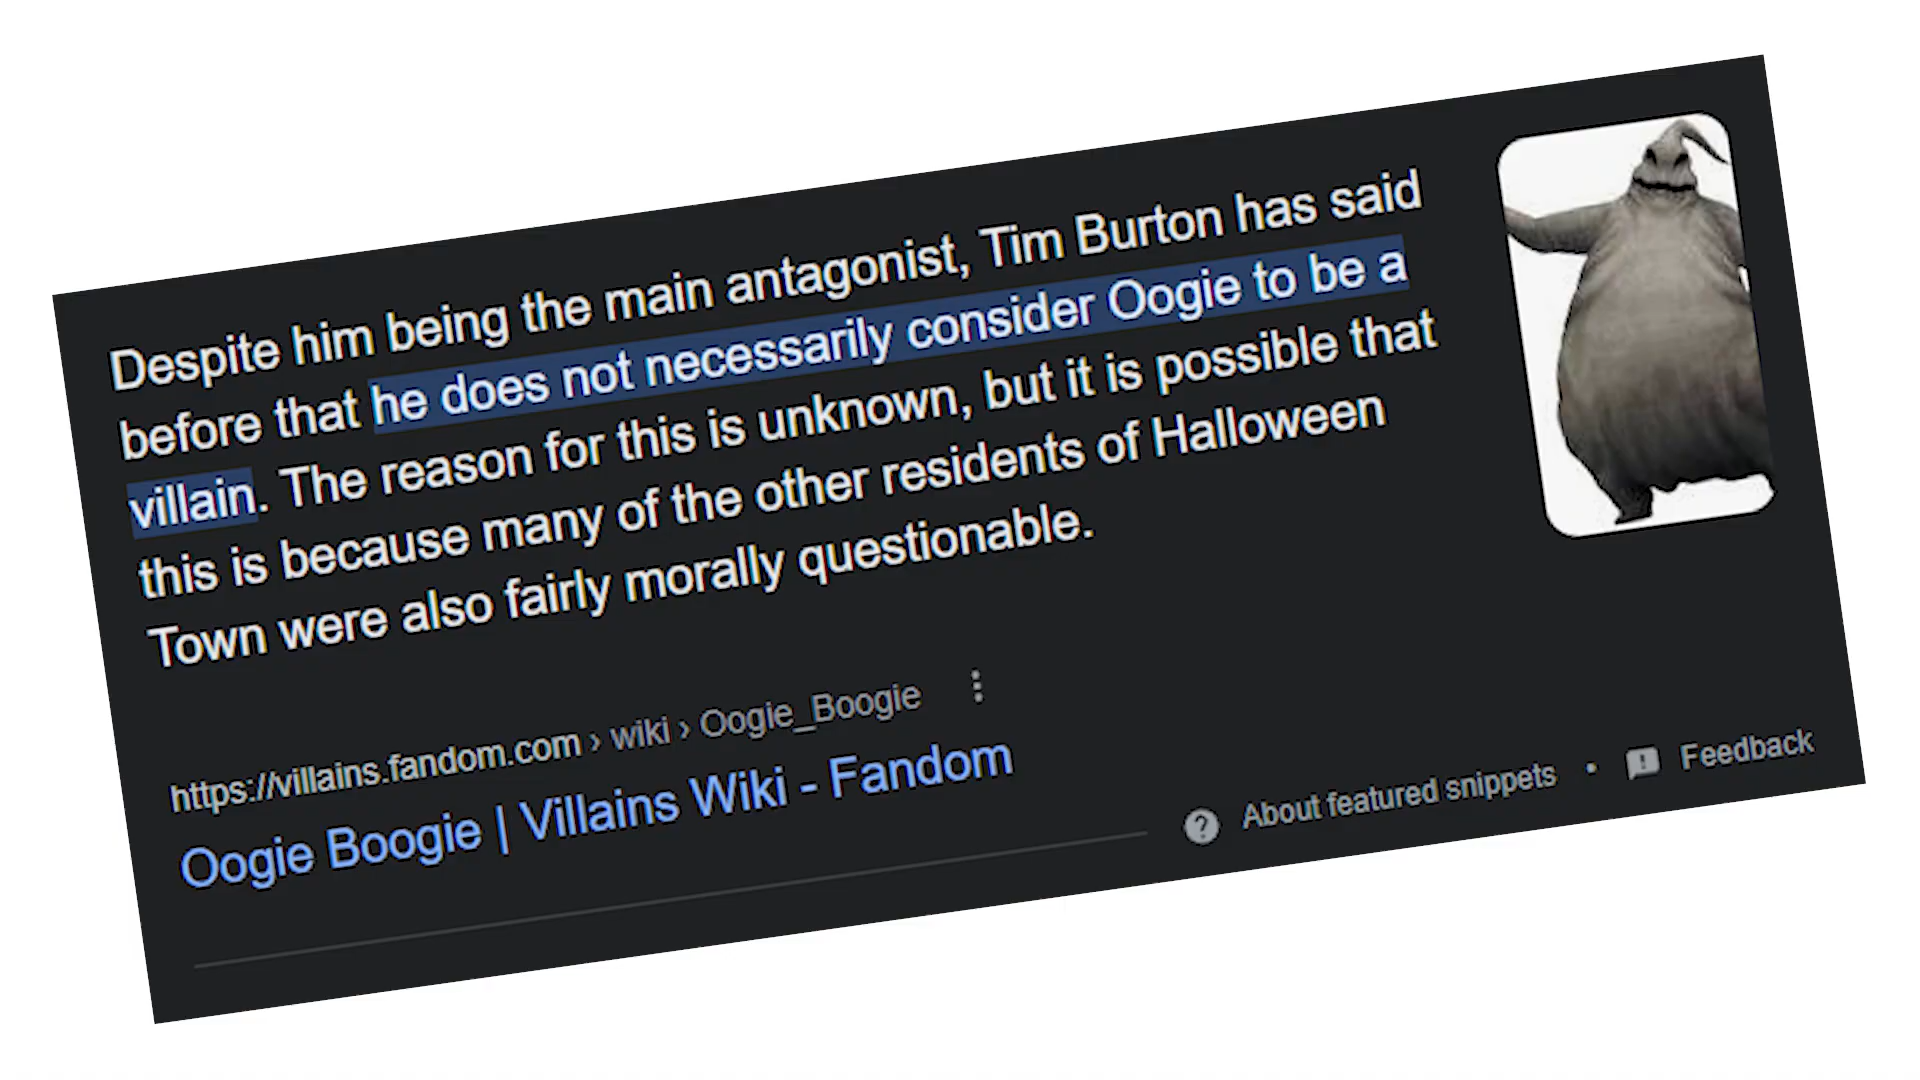 Despite him being the main antagonist, Tim Burton has said
before that he does not necessarily consider Oogie to be a
villain. The reason for this is unknown, but it is possible that
this is because many of the other residents of Halloween
Town were also fairly morally questionable.
https://villains.fandom.com › wiki › Oogie_Boogie
Oogie Boogie | Villains Wiki - Fandom
About featured snippets • Feedback